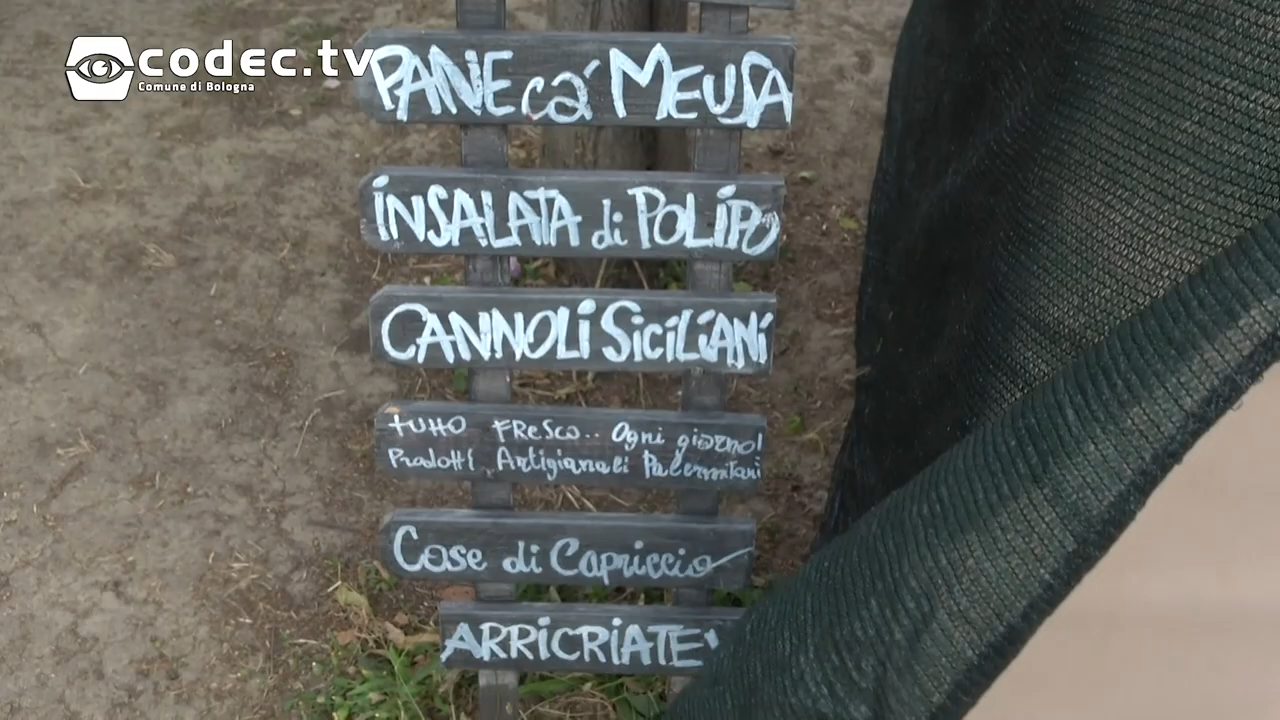 codec.tv
Comune di Bologna
PANE ca' MEUSA
iNSALATA di POLiPO
CANNOLi SiCiLiANi
tutto FReSco.. Ogni giorno!
Prodotti Artigianali Palermitani
Cose di Capriccio
ARRiCRiATE'